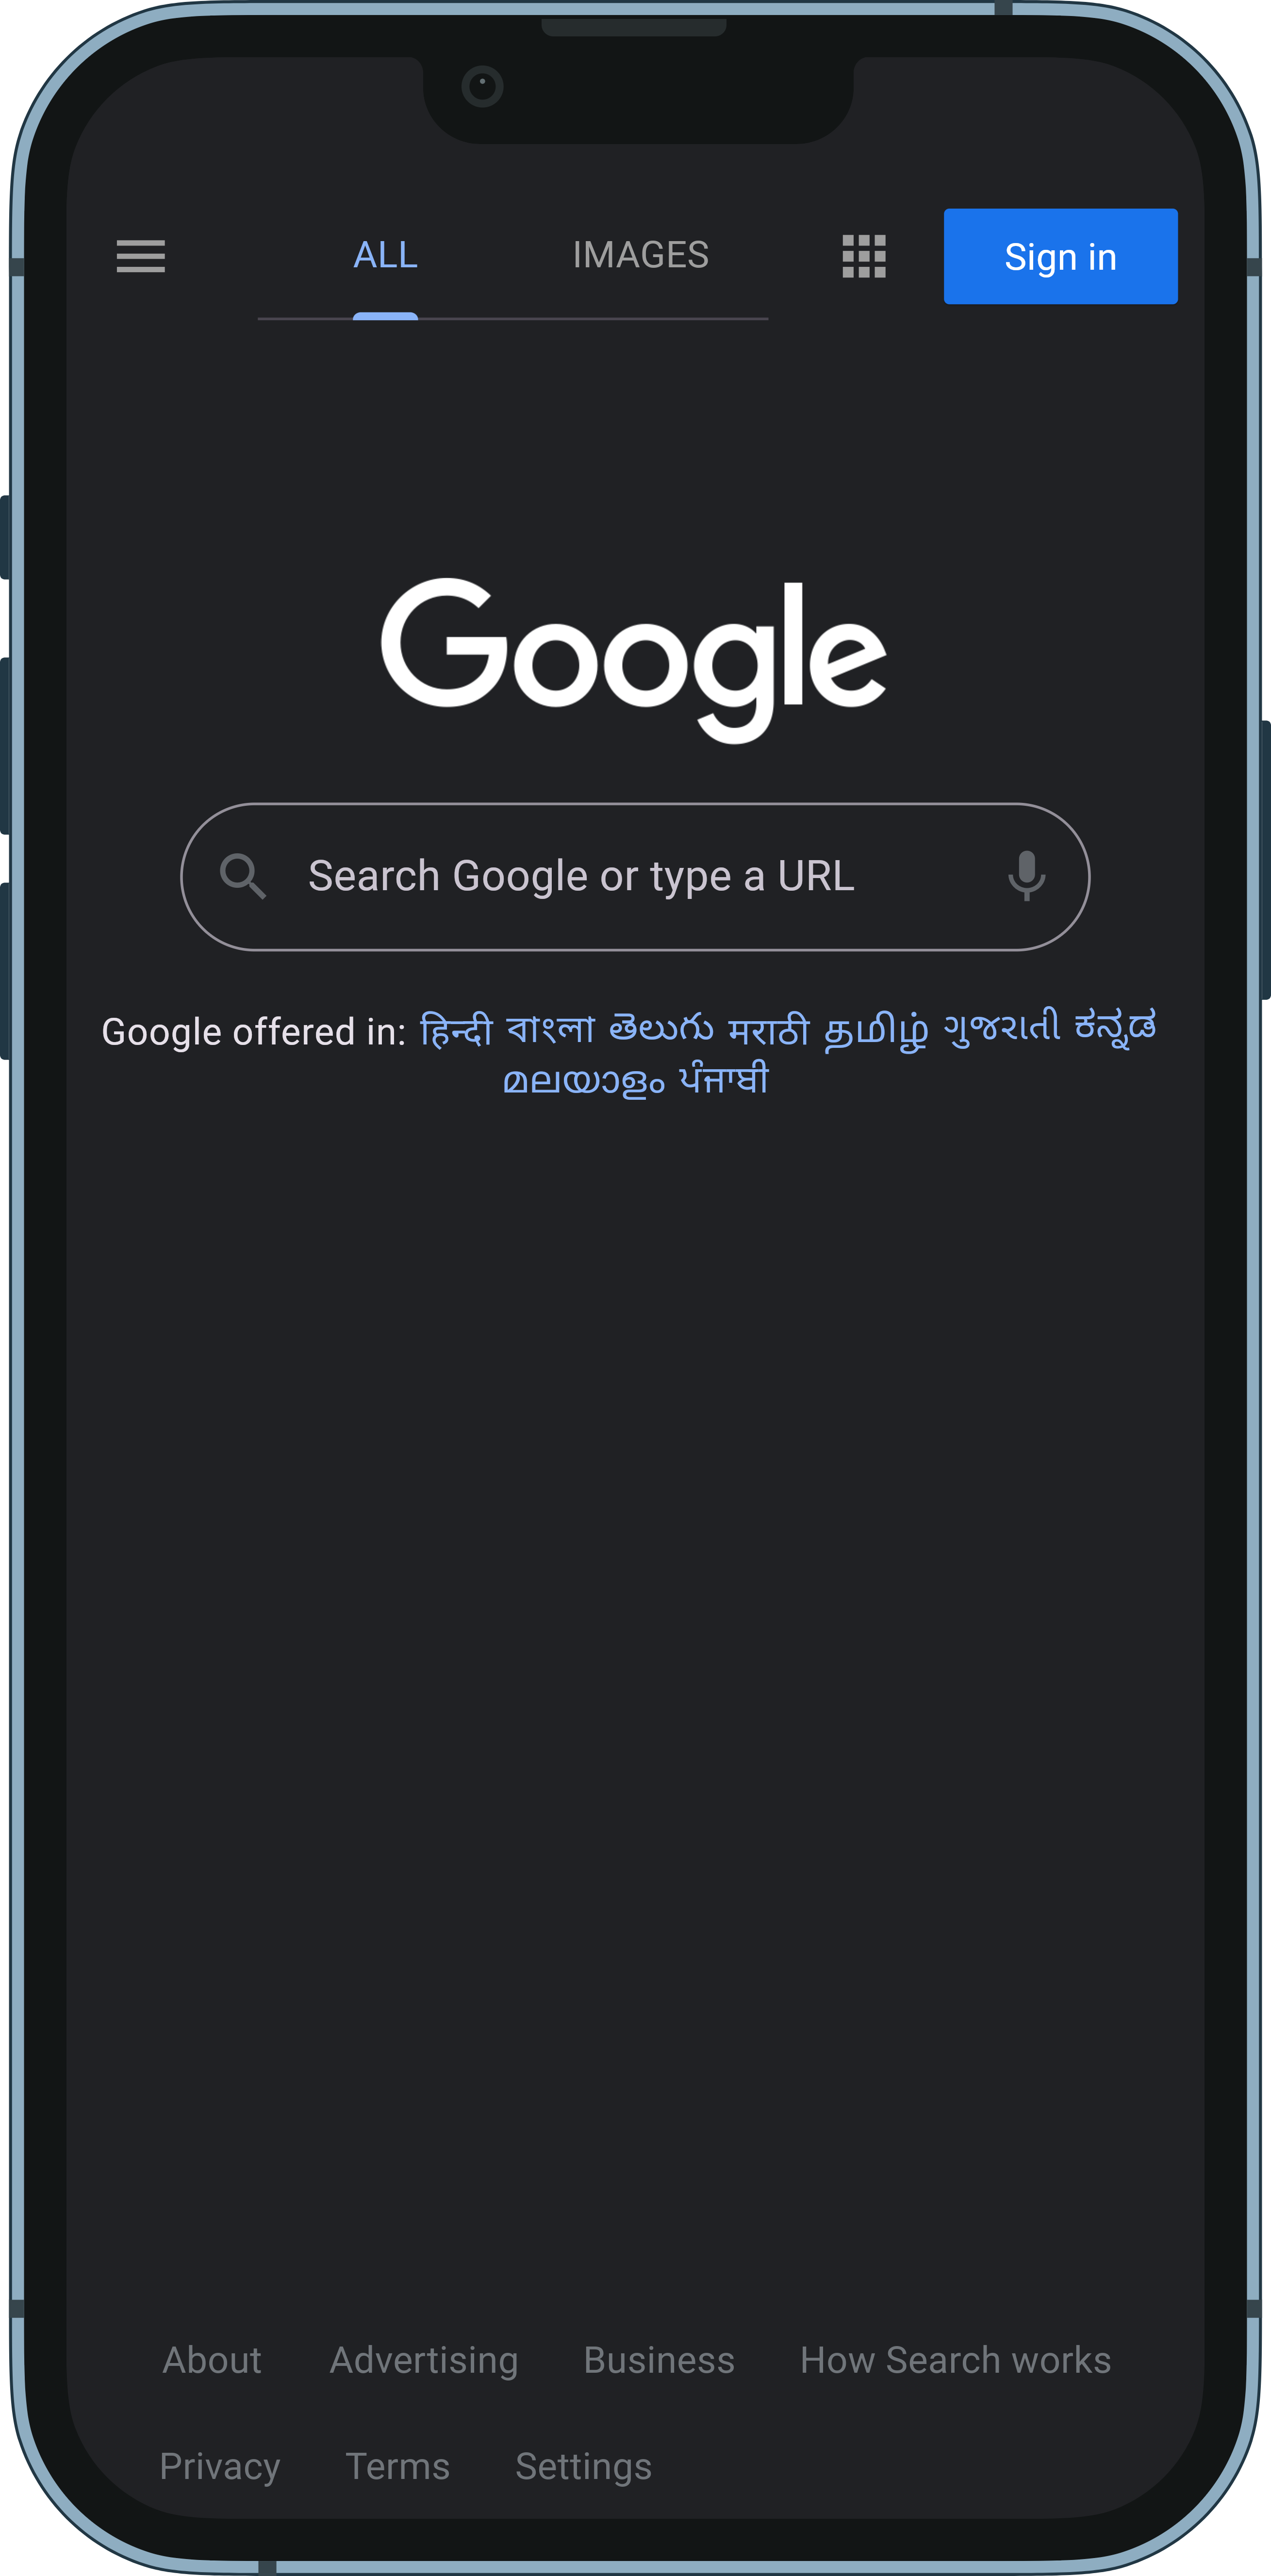 ALL IMAGES Sign in
Google
Search Google or type a URL
Google offered in: हिन्दी বাংলা తెలుగు मराठी தமிழ் ગુજરાતી ಕನ್ನಡ
മലയാളം ਪੰਜਾਬੀ
About Advertising Business How Search works
Privacy Terms Settings